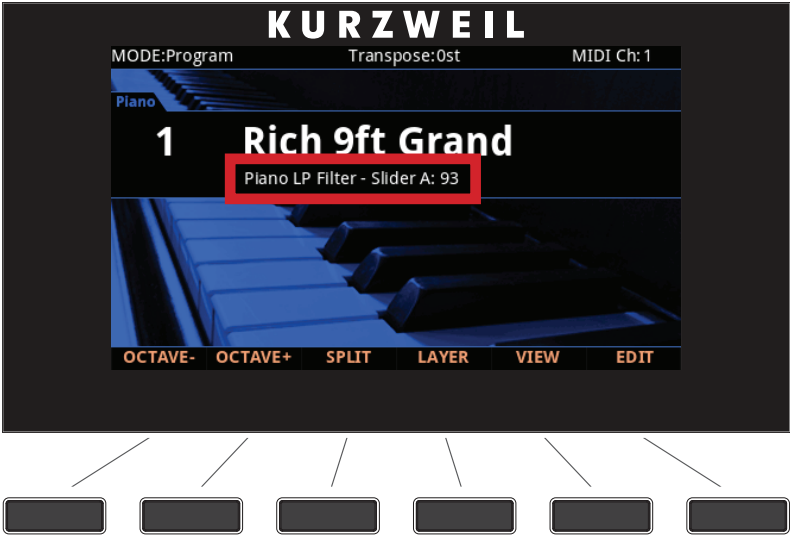 KURZWEIL
MODE:Program Transpose:0st MIDI Ch:1
Piano
1 Rich 9ft Grand
Piano LP Filter - Slider A: 93
OCTAVE- OCTAVE+ SPLIT LAYER VIEW EDIT